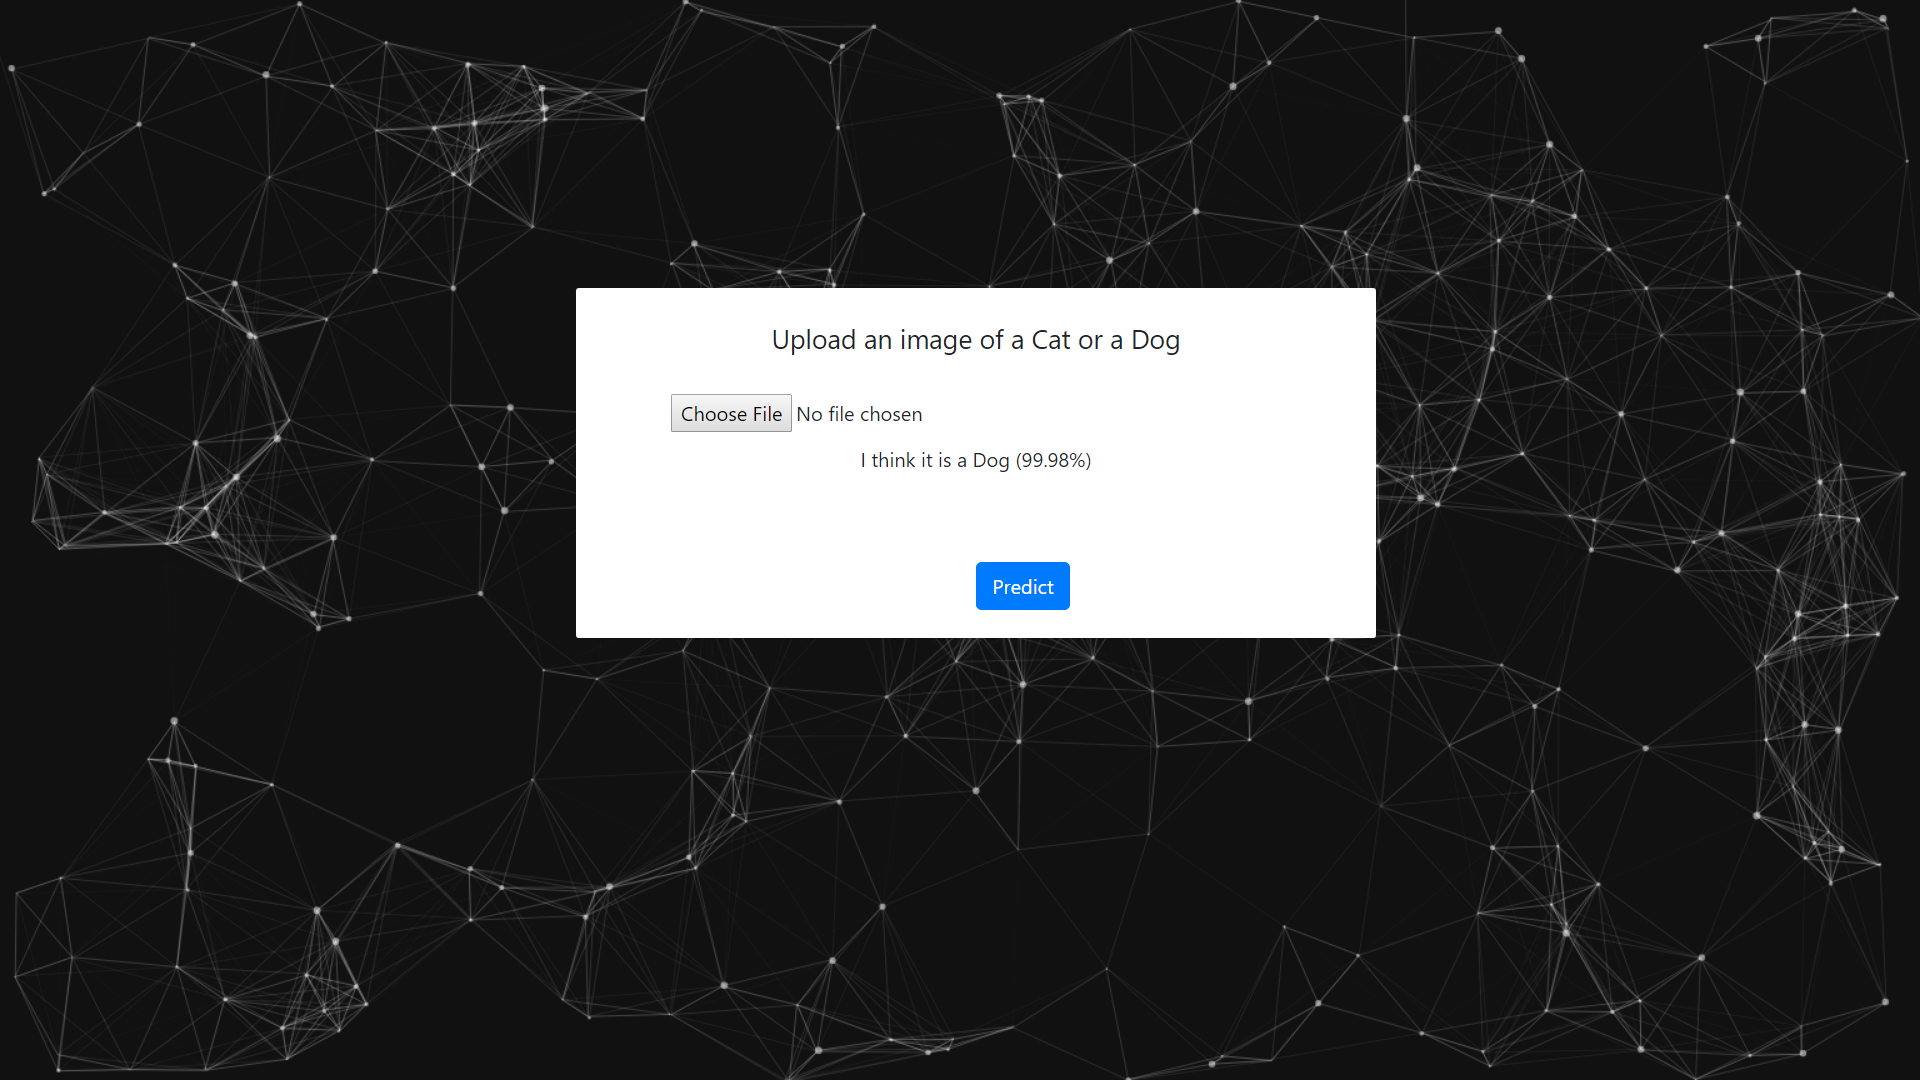 Upload an image of a Cat or a Dog
Choose File No file chosen
I think it is a Dog (99.98%)
Predict